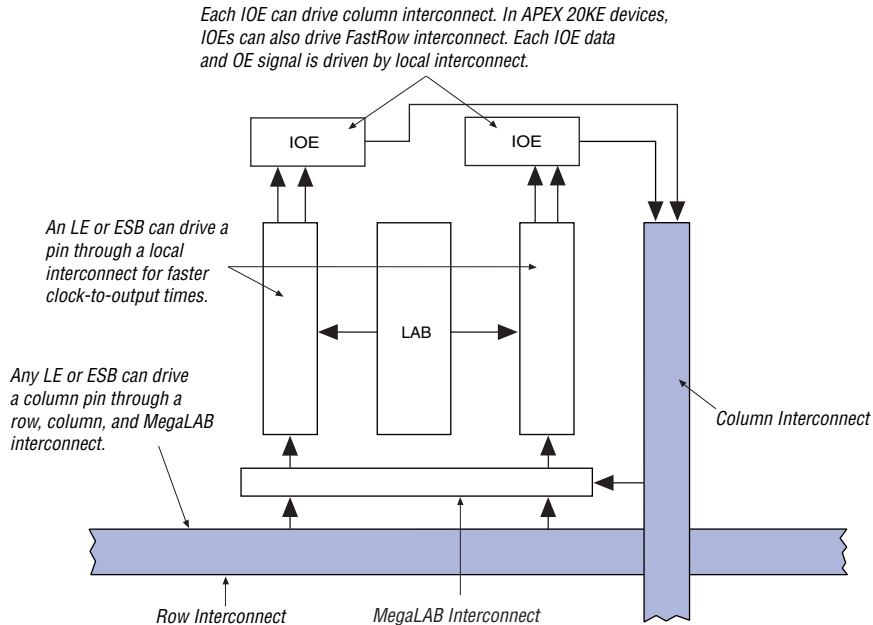 Each IOE can drive column interconnect. In APEX 20KE devices,
IOEs can also drive FastRow interconnect. Each IOE data
and OE signal is driven by local interconnect.
IOE
IOE
An LE or ESB can drive a
pin through a local
interconnect for faster
clock-to-output times.
LAB
Any LE or ESB can drive
a column pin through a
row, column, and MegaLAB
interconnect.
Column Interconnect
Row Interconnect
MegaLAB Interconnect